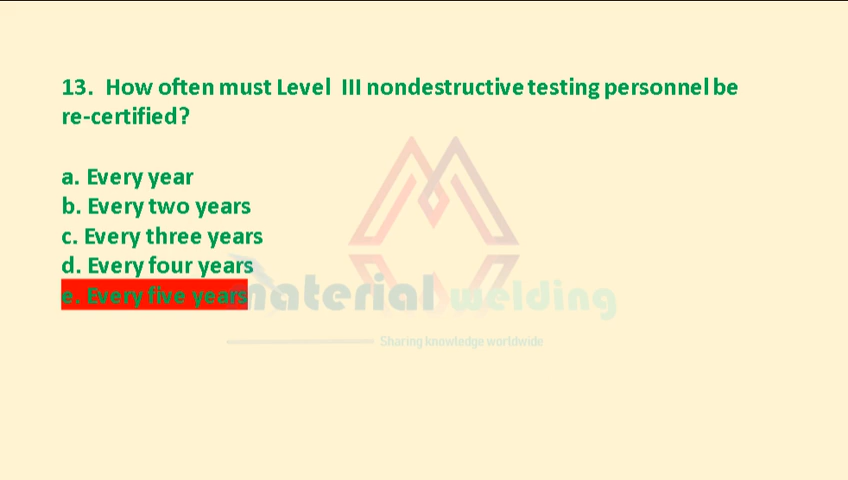 13. How often must Level III nondestructive testing personnel be
re-certified?
a. Every year
b. Every two years
c. Every three years
d. Every four years
e. Every five years
material welding
Sharing knowledge worldwide